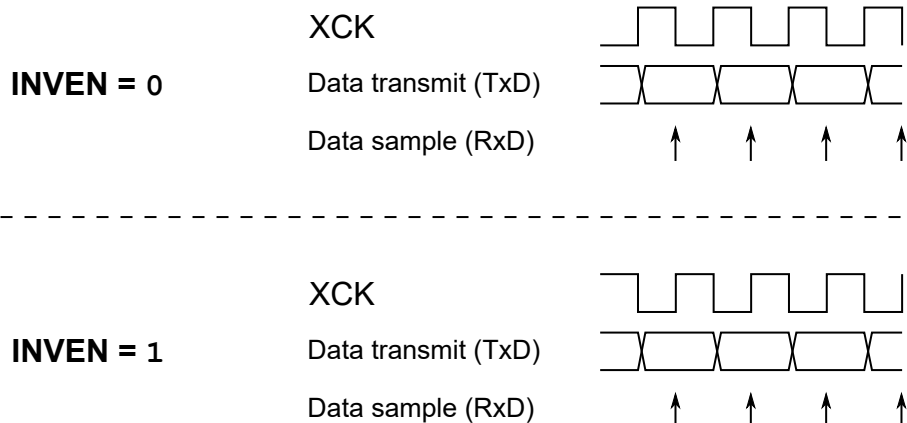 XCK
INVEN = 0
Data transmit (TxD)
Data sample (RxD)
XCK
INVEN = 1
Data transmit (TxD)
Data sample (RxD)